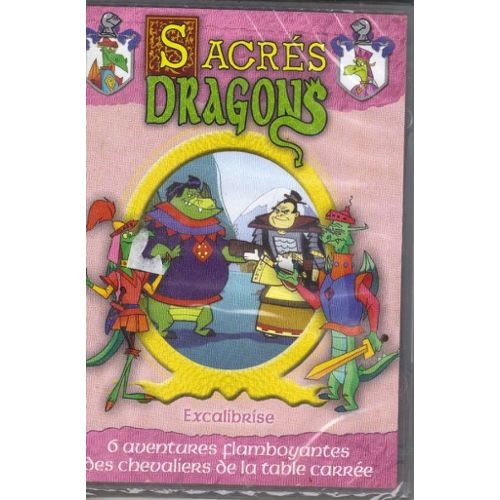 SACRÉS
DRAGONS
Excalibrise
6 aventures flamboyantes
des chevaliers de la table carrée